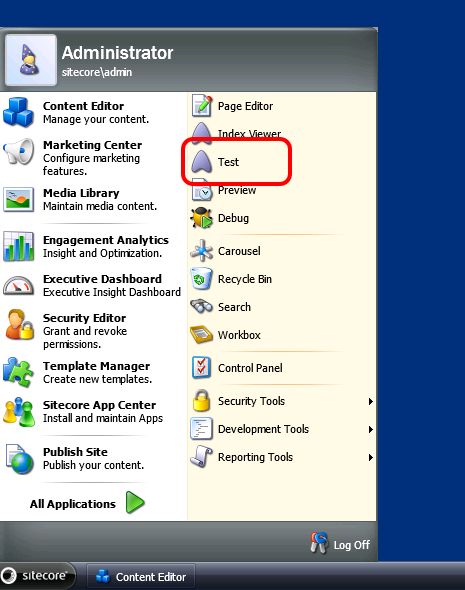 Administrator
sitecore\admin
Content Editor
Manage your content.
Marketing Center
Configure marketing
features.
Media Library
Maintain media content.
Engagement Analytics
Insight and Optimization.
Executive Dashboard
Executive Insight Dashboard
Security Editor
Grant and revoke
permissions.
Template Manager
Create new templates.
Sitecore App Center
Install and maintain Apps
Publish Site
Publish your content.
All Applications
Page Editor
Index Viewer
Test
Preview
Debug
Carousel
Recycle Bin
Search
Workbox
Control Panel
Security Tools
Development Tools
Reporting Tools
Log Off
sitecore
Content Editor